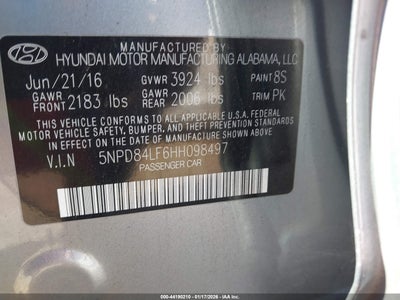 HYUNDAI MOTOR MANUFACTURING ALABAMA, LLC
Jun/21/16 GVWR 3924 lbs PAINT 8S
GAWR FRONT 2183 lbs GAWR REAR 2006 lbs TRIM PK
THIS VEHICLE CONFORMS TO ALL APPLICABLE U.S.A. FEDERAL
MOTOR VEHICLE SAFETY, BUMPER, AND THEFT PREVENTION
STANDARDS IN EFFECT ON THE DATE OF MANUFACTURE SHOWN ABOVE.
V.I.N 5NPD84LF6HH098497
PASSENGER CAR
000-44190210 - 01/17/2026 - IAA, Inc.